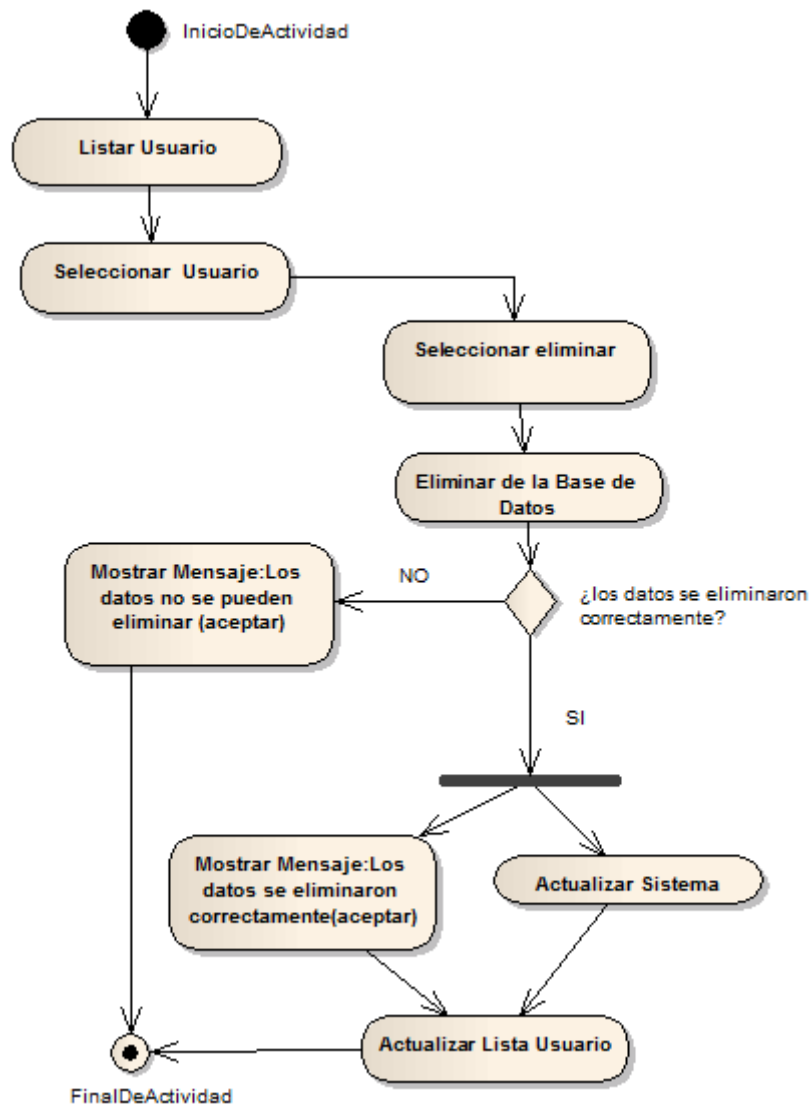 InicioDeActividad
Listar Usuario
Seleccionar Usuario
Seleccionar eliminar
Eliminar de la Base de
Datos
¿los datos se eliminaron
correctamente?
NO
Mostrar Mensaje:Los
datos no se pueden
eliminar (aceptar)
SI
Mostrar Mensaje:Los
datos se eliminaron
correctamente(aceptar)
Actualizar Sistema
Actualizar Lista Usuario
FinalDeActividad